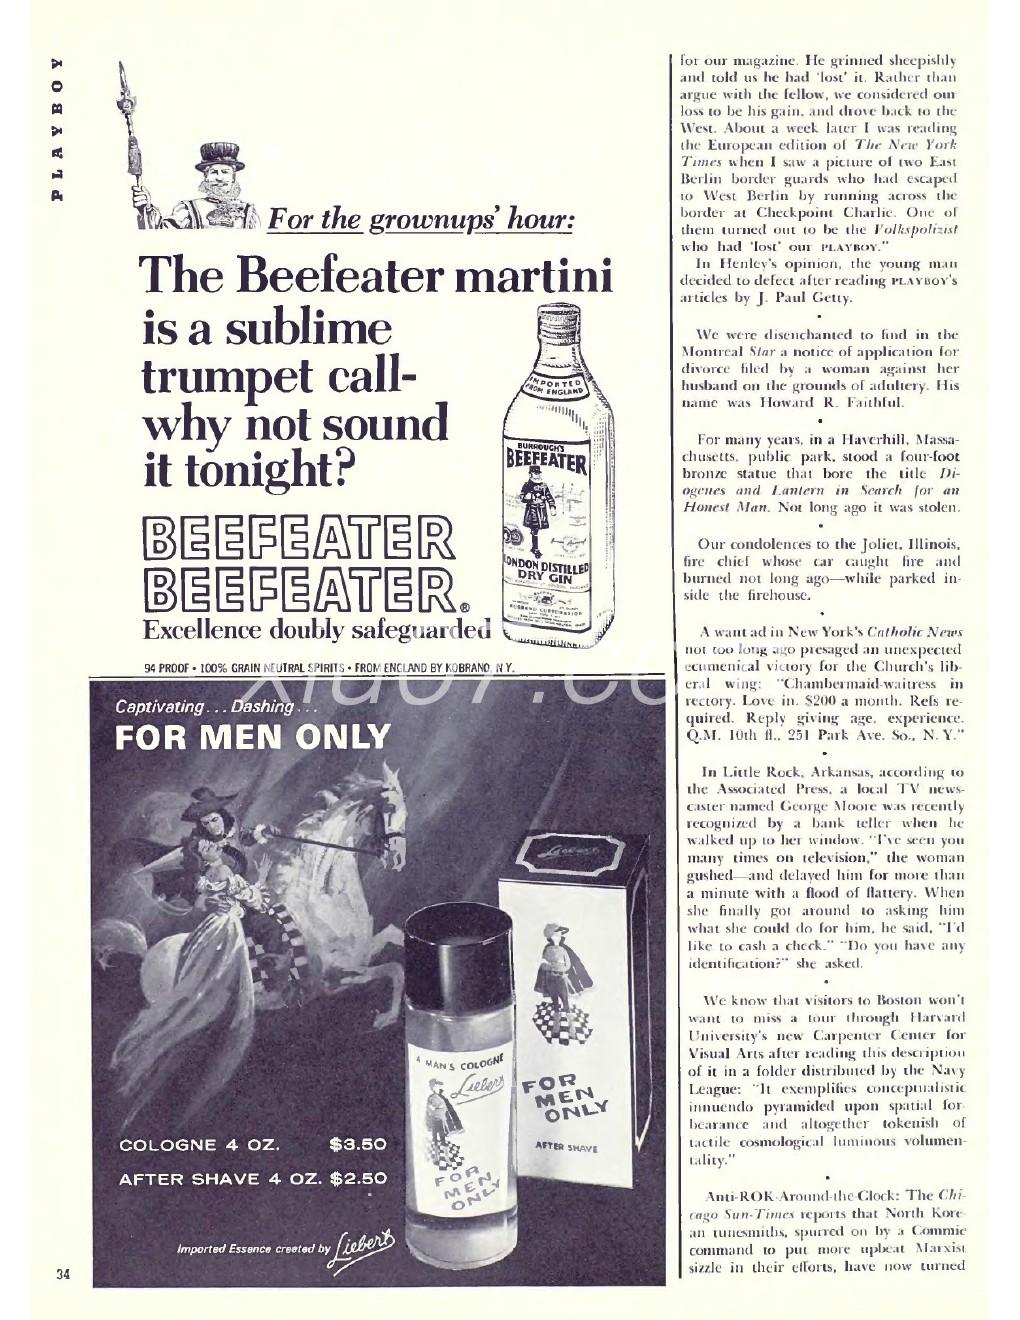 PLAYBOY
For the grownups' hour:
The Beefeater martini
is a sublime
trumpet call-
why not sound
it tonight?
IMPORTED
FROM ENGLAND
BURROUGH'S
BEEFEATER
LONDON DISTILLED
DRY GIN
BEEFEATER
BEEFEATER®
Excellence doubly safeguarded
94 PROOF • 100% GRAIN NEUTRAL SPIRITS • FROM ENGLAND BY KOBRAND, N.Y.
Captivating... Dashing...
FOR MEN ONLY
Liebert
A MAN'S COLOGNE
Liebert
FOR
MEN
ONLY
FOR
MEN
ONLY
AFTER SHAVE
COLOGNE 4 OZ. $3.50
AFTER SHAVE 4 OZ. $2.50
Imported Essence created by Liebert
34
for our magazine. He grinned sheepishly
and told us he had 'lost' it. Rather than
argue with the fellow, we considered our
loss to be his gain, and drove back to the
West. About a week later I was reading
the European edition of The New York
Times when I saw a picture of two East
Berlin border guards who had escaped
to West Berlin by running across the
border at Checkpoint Charlie. One of
them turned out to be the Volkspolizist
who had 'lost' our PLAYBOY."
In Henley's opinion, the young man
decided to defect after reading PLAYBOY's
articles by J. Paul Getty.
•
We were disenchanted to find in the
Montreal Star a notice of application for
divorce filed by a woman against her
husband on the grounds of adultery. His
name was Howard R. Faithful.
•
For many years, in a Haverhill, Massa-
chusetts, public park, stood a four-foot
bronze statue that bore the title Di-
ogenes and Lantern in Search for an
Honest Man. Not long ago it was stolen.
•
Our condolences to the Joliet, Illinois,
fire chief whose car caught fire and
burned not long ago—while parked in-
side the firehouse.
•
A want ad in New York's Catholic News
not too long ago presaged an unexpected
ecumenical victory for the Church's lib-
eral wing: "Chambermaid-waitress in
rectory. Love in. $200 a month. Refs re-
quired. Reply giving age, experience.
Q.M. 10th fl., 251 Park Ave. So., N. Y."
•
In Little Rock, Arkansas, according to
the Associated Press, a local TV news-
caster named George Moore was recently
recognized by a bank teller when he
walked up to her window. "I've seen you
many times on television," the woman
gushed—and delayed him for more than
a minute with a flood of flattery. When
she finally got around to asking him
what she could do for him, he said, "I'd
like to cash a check." "Do you have any
identification?" she asked.
•
We know that visitors to Boston won't
want to miss a tour through Harvard
University's new Carpenter Center for
Visual Arts after reading this description
of it in a folder distributed by the Navy
League: "It exemplifies conceptualistic
innuendo pyramided upon spatial for-
bearance and altogether tokenish of
tactile cosmological luminous volumen-
tality."
•
Anti-ROK-Around-the-Clock: The Chi-
cago Sun-Times reports that North Kore-
an tunesmiths, spurred on by a Commie
command to put more upbeat Marxist
sizzle in their efforts, have now turned